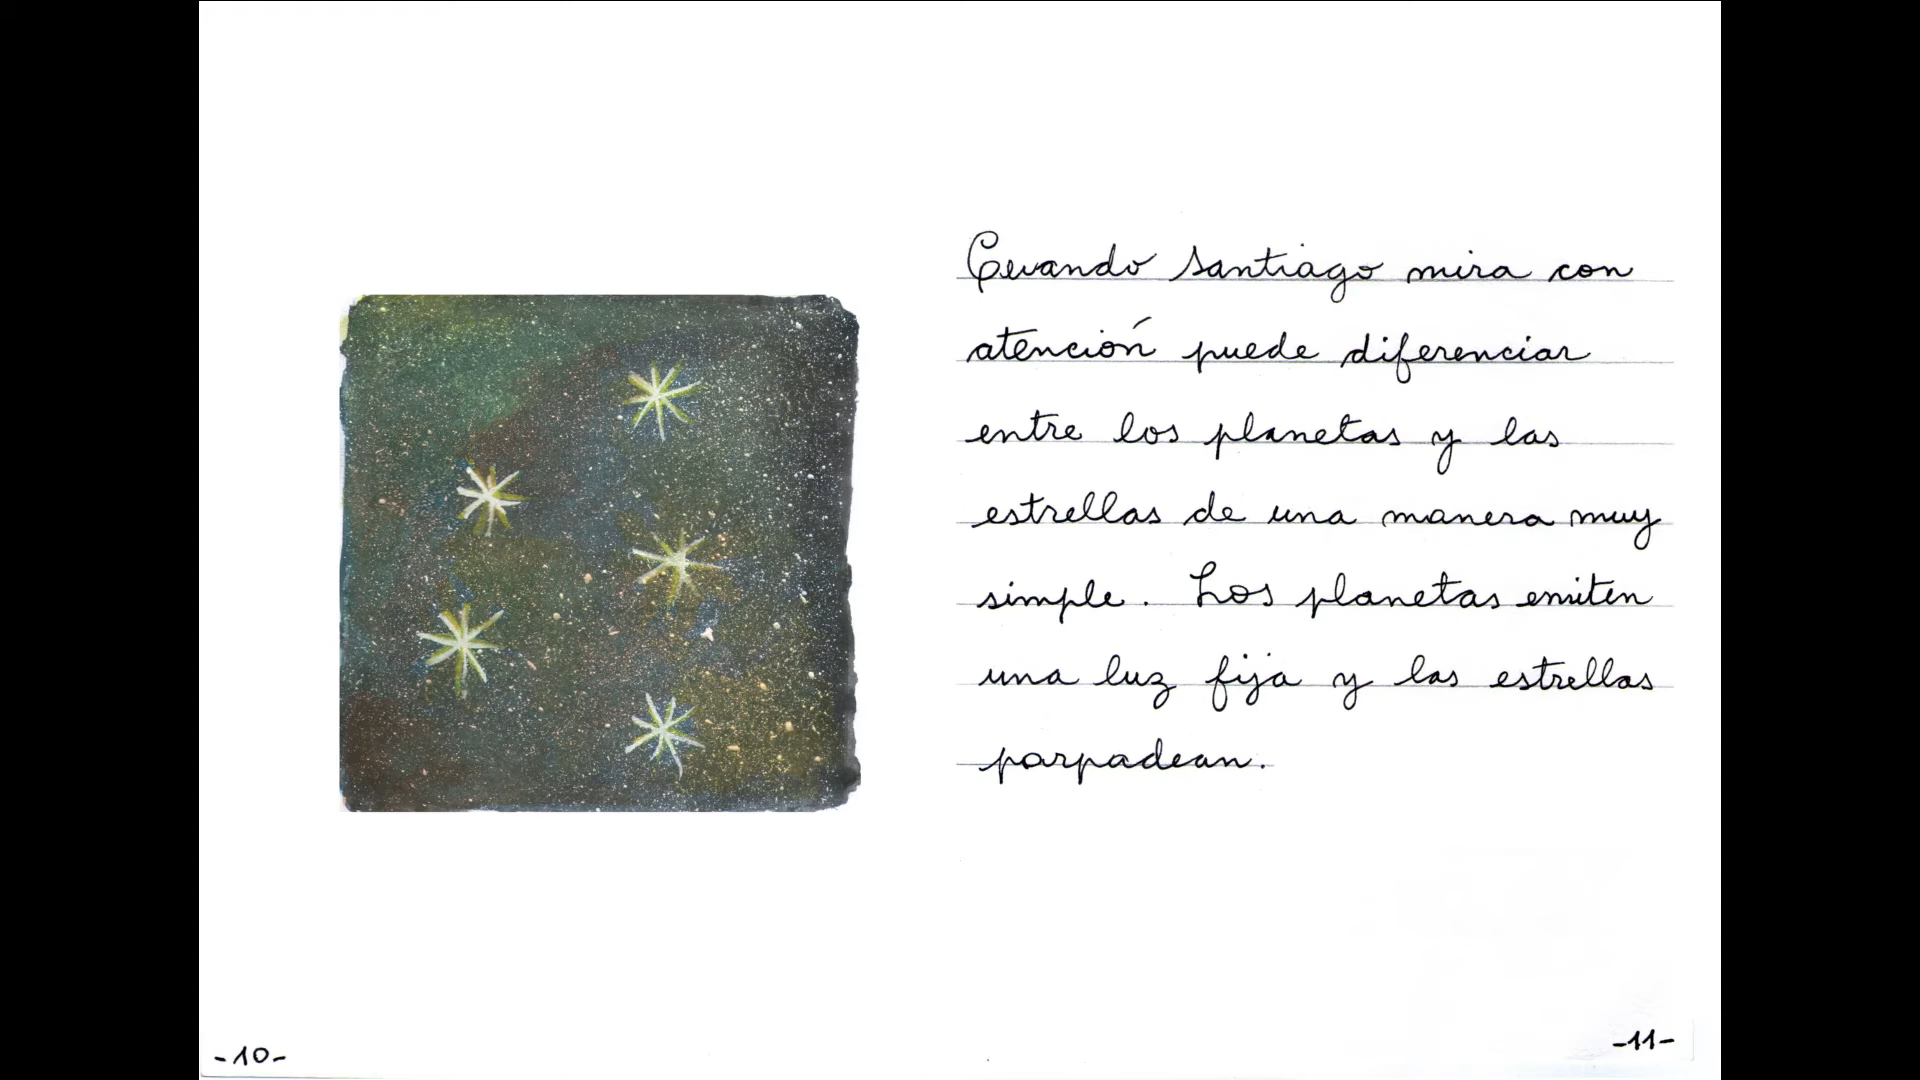 Cuando Santiago mira con
atención puede diferenciar
entre los planetas y las
estrellas de una manera muy
simple. Los planetas emiten
una luz fija y las estrellas
parpadean.
-10-
-11-